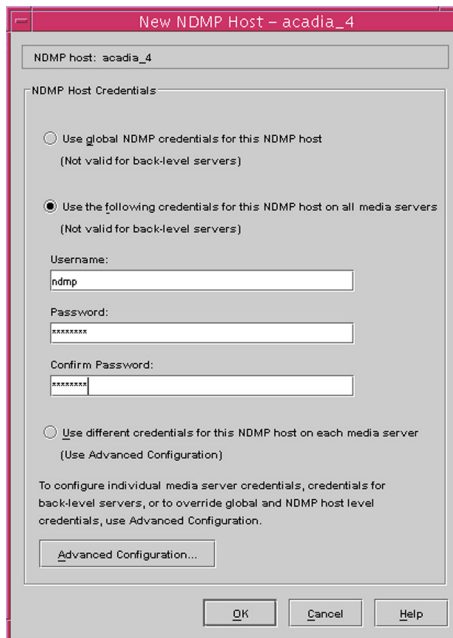 New NDMP Host – acadia_4
NDMP host: acadia_4
NDMP Host Credentials
Use global NDMP credentials for this NDMP host
(Not valid for back-level servers)
Use the following credentials for this NDMP host on all media servers
(Not valid for back-level servers)
Username:
ndmp
Password:
********
Confirm Password:
********
Use different credentials for this NDMP host on each media server
(Use Advanced Configuration)
To configure individual media server credentials, credentials for
back-level servers, or to override global and NDMP host level
credentials, use Advanced Configuration.
Advanced Configuration...
OK
Cancel
Help